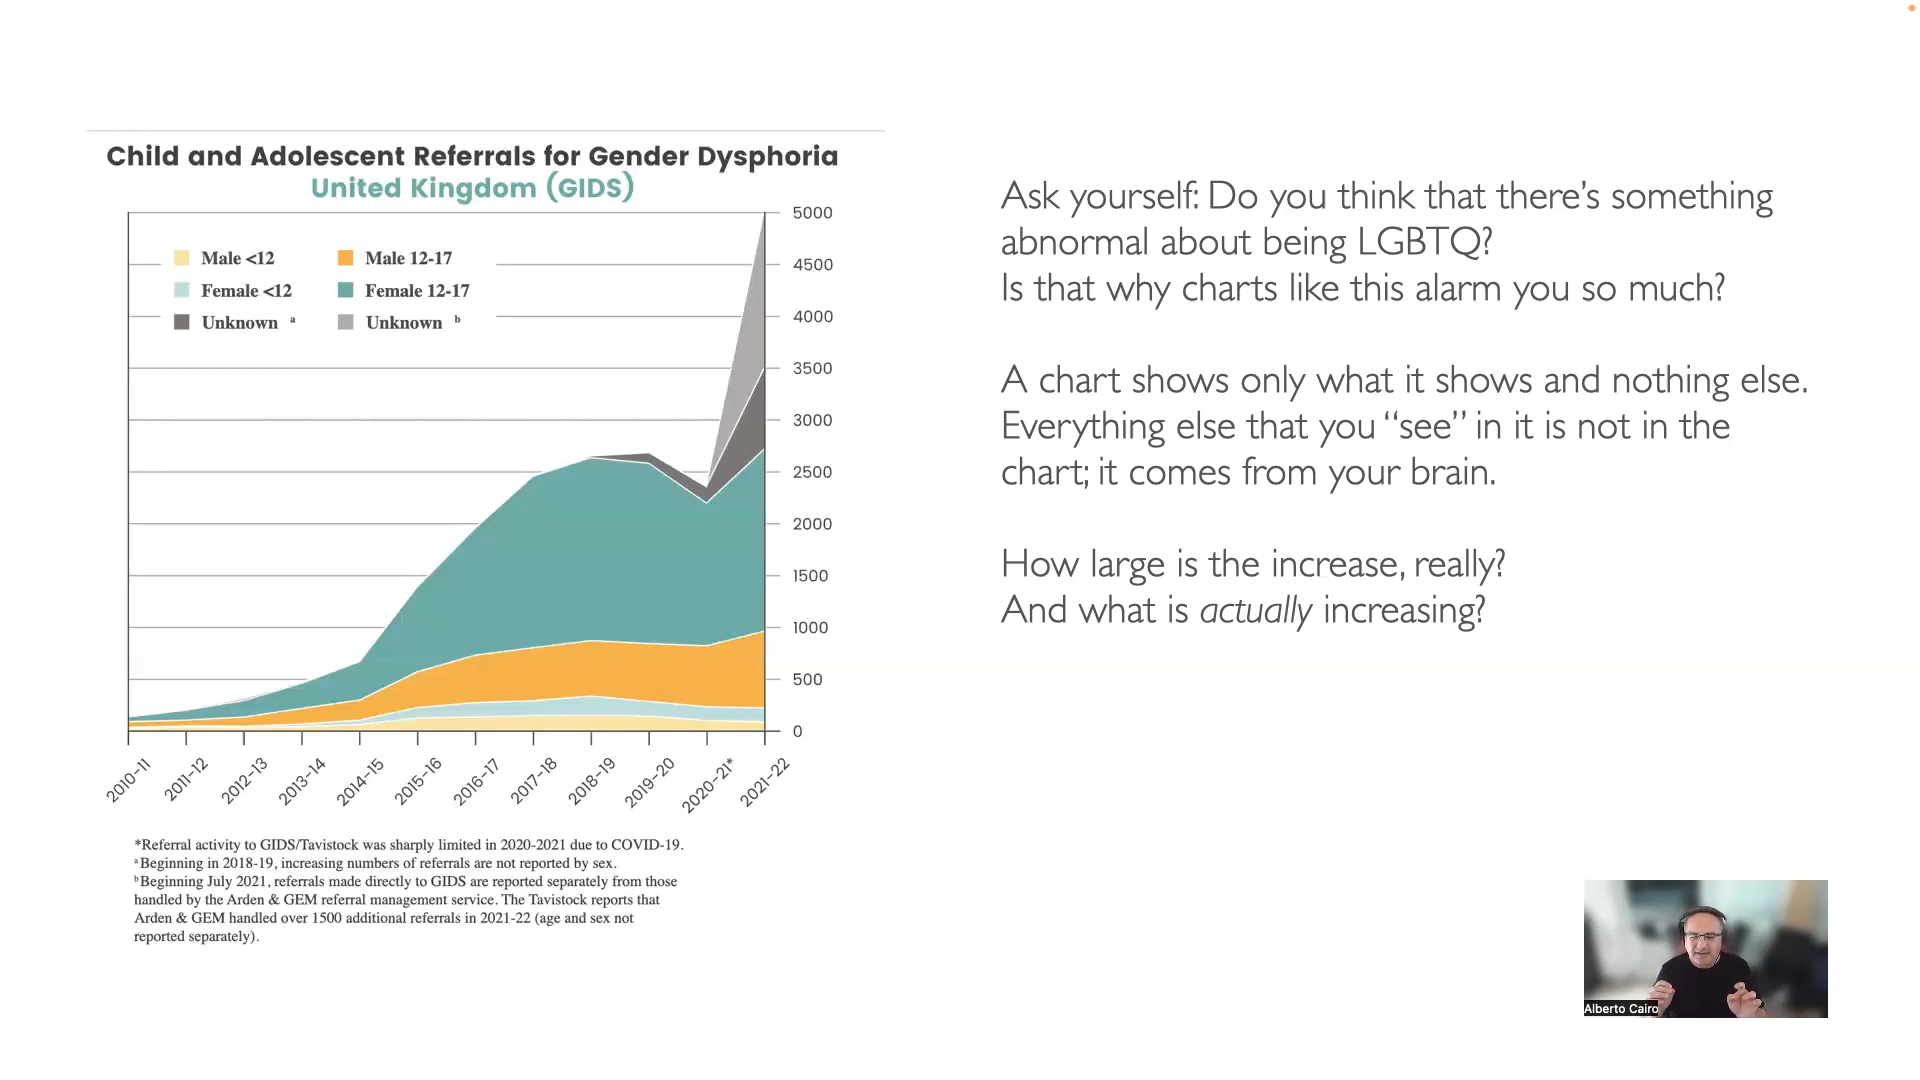 Child and Adolescent Referrals for Gender Dysphoria
United Kingdom (GIDS)
Male <12
Male 12-17
Female <12
Female 12-17
Unknown a
Unknown b
5000
4500
4000
3500
3000
2500
2000
1500
1000
500
0
2010-11
2011-12
2012-13
2013-14
2014-15
2015-16
2016-17
2017-18
2018-19
2019-20
2020-21*
2021-22
*Referral activity to GIDS/Tavistock was sharply limited in 2020-2021 due to COVID-19.
a Beginning in 2018-19, increasing numbers of referrals are not reported by sex.
b Beginning July 2021, referrals made directly to GIDS are reported separately from those
handled by the Arden & GEM referral management service. The Tavistock reports that
Arden & GEM handled over 1500 additional referrals in 2021-22 (age and sex not
reported separately).
Ask yourself: Do you think that there's something
abnormal about being LGBTQ?
Is that why charts like this alarm you so much?
A chart shows only what it shows and nothing else.
Everything else that you “see” in it is not in the
chart; it comes from your brain.
How large is the increase, really?
And what is actually increasing?
Alberto Cairo